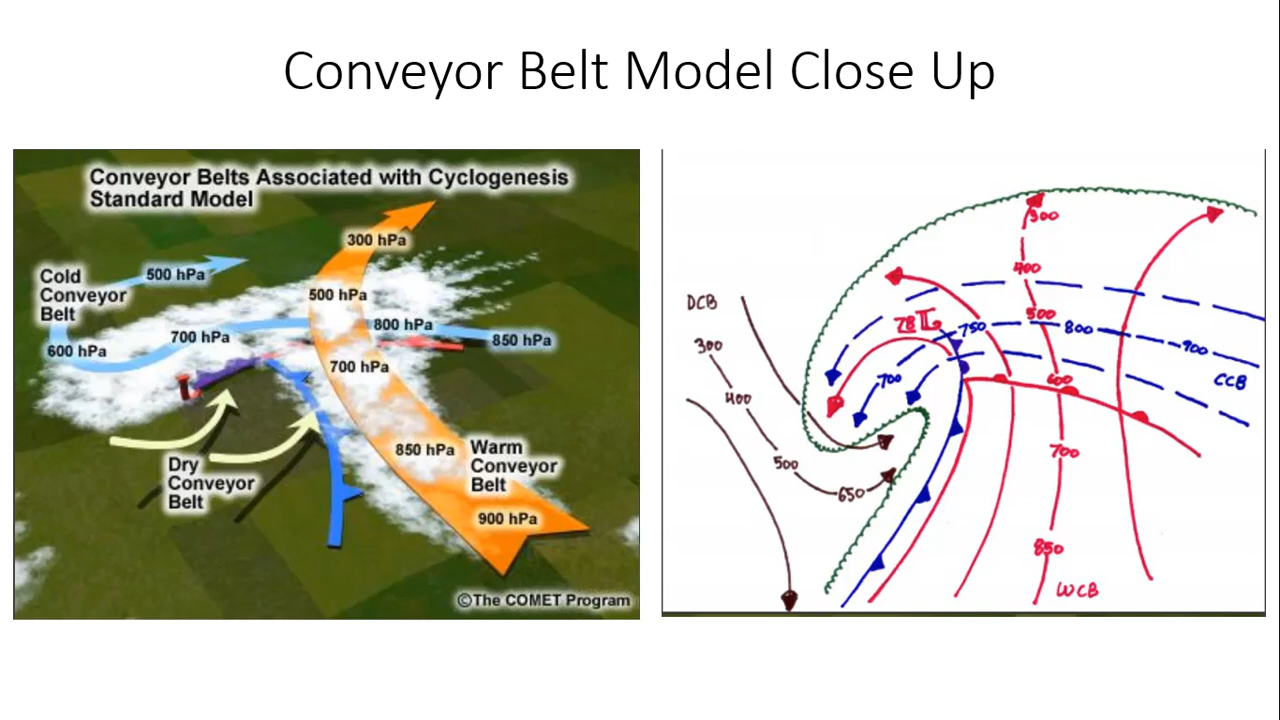 Conveyor Belt Model Close Up
Conveyor Belts Associated with Cyclogenesis
Standard Model
300 hPa
Cold
Conveyor
Belt
500 hPa
500 hPa
600 hPa
700 hPa
800 hPa
850 hPa
700 hPa
Dry
Conveyor
Belt
850 hPa
Warm
Conveyor
Belt
900 hPa
©The COMET Program
300
400
DCB
500
750
800
900
300
700
600
CCB
400
500
700
650
850
WCB